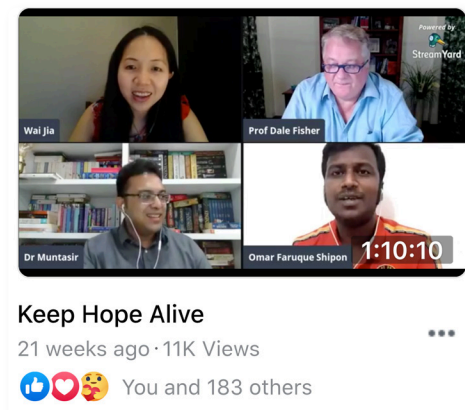 Powered by
StreamYard
Wai Jia
Prof Dale Fisher
Dr Muntasir
Omar Faruque Shipon
1:10:10
Keep Hope Alive
21 weeks ago · 11K Views
You and 183 others